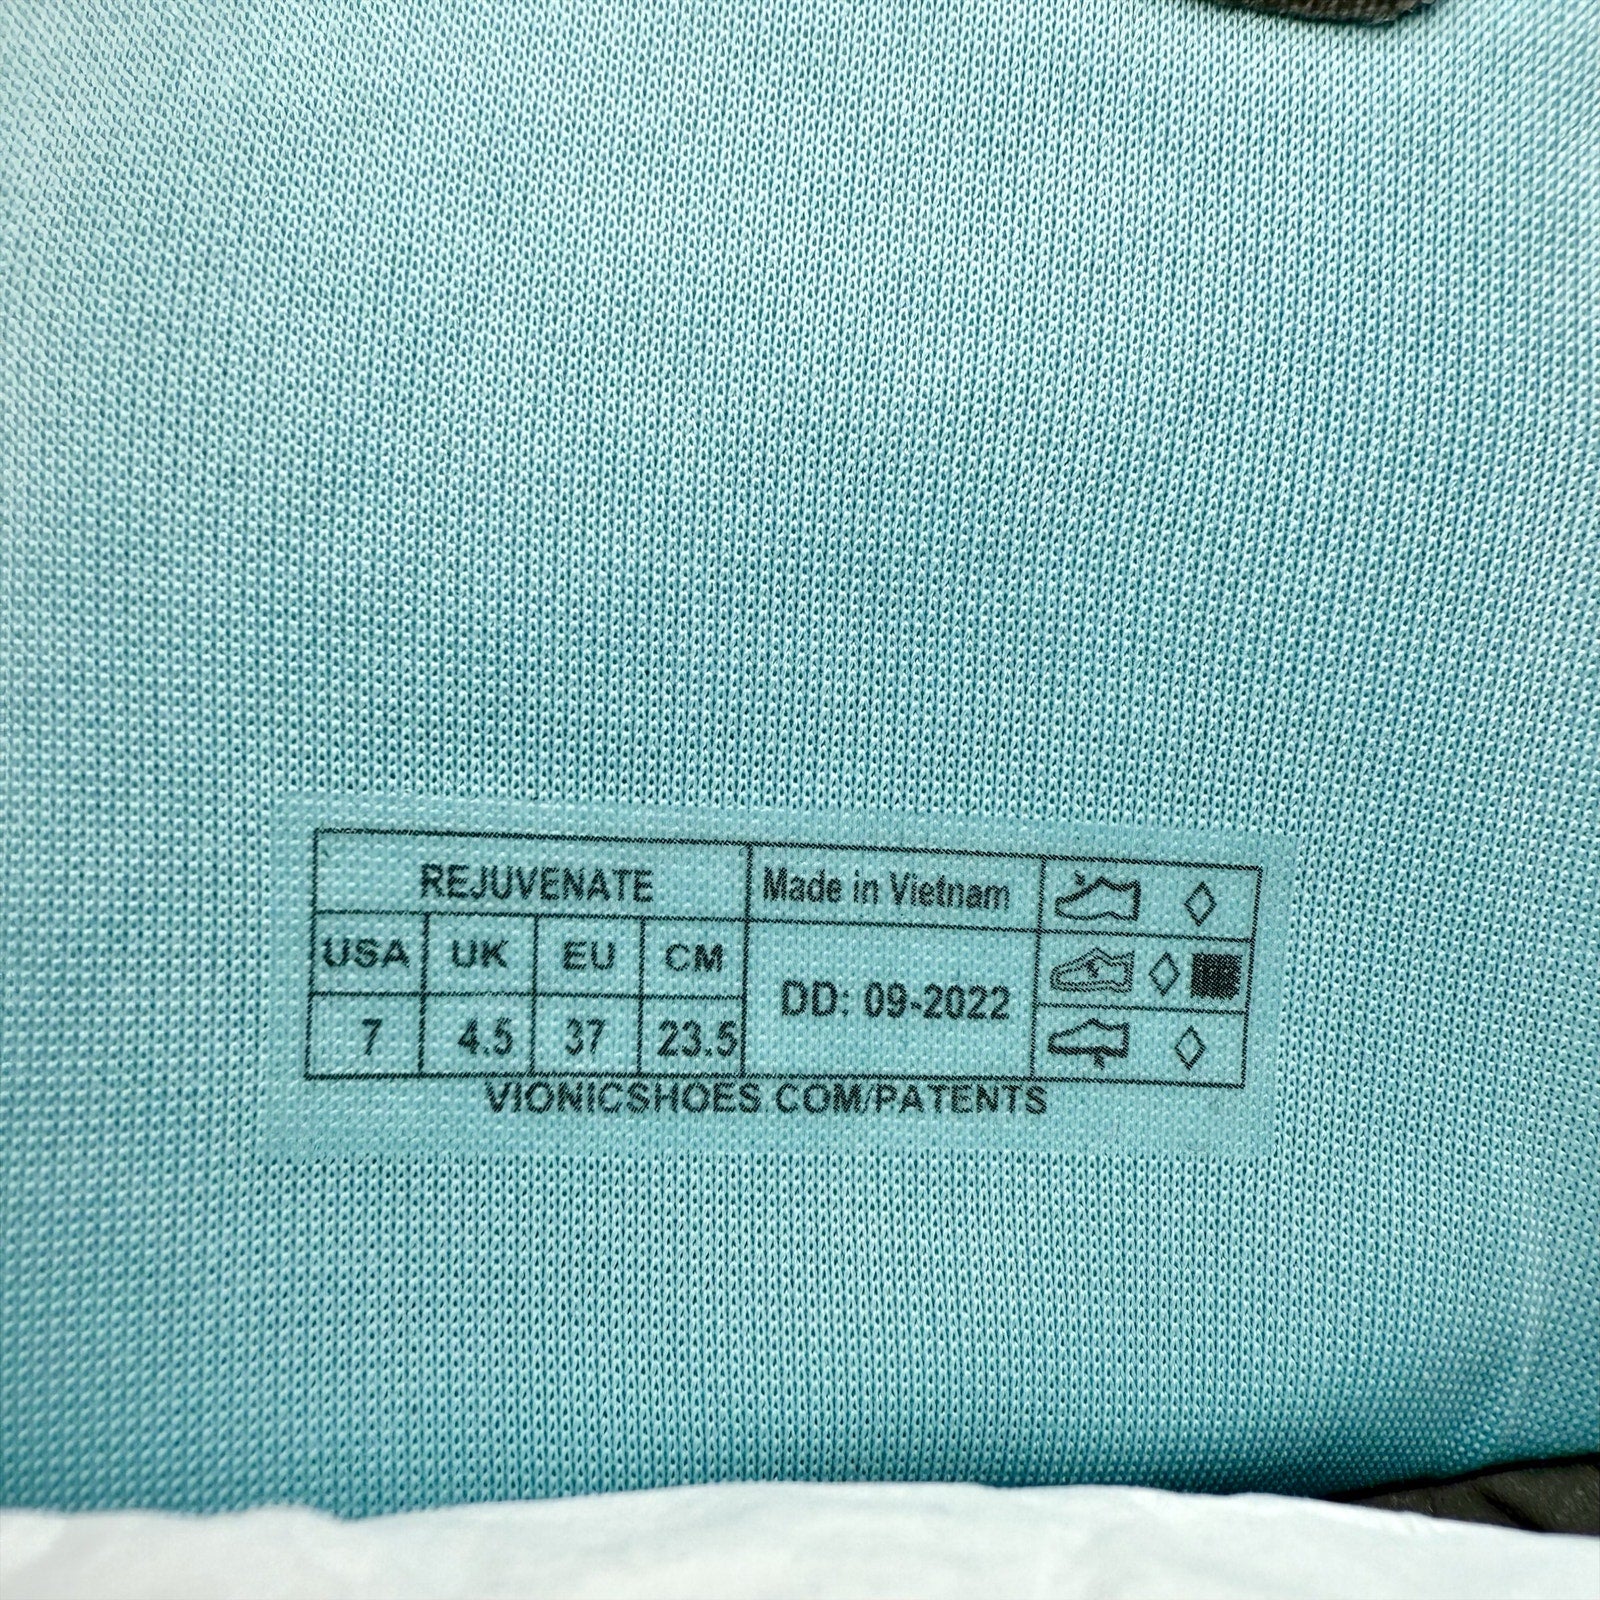 REJUVENATE
Made in Vietnam
USA UK EU CM
DD: 09-2022
7 4.5 37 23.5
VIONICSHOES.COM/PATENTS